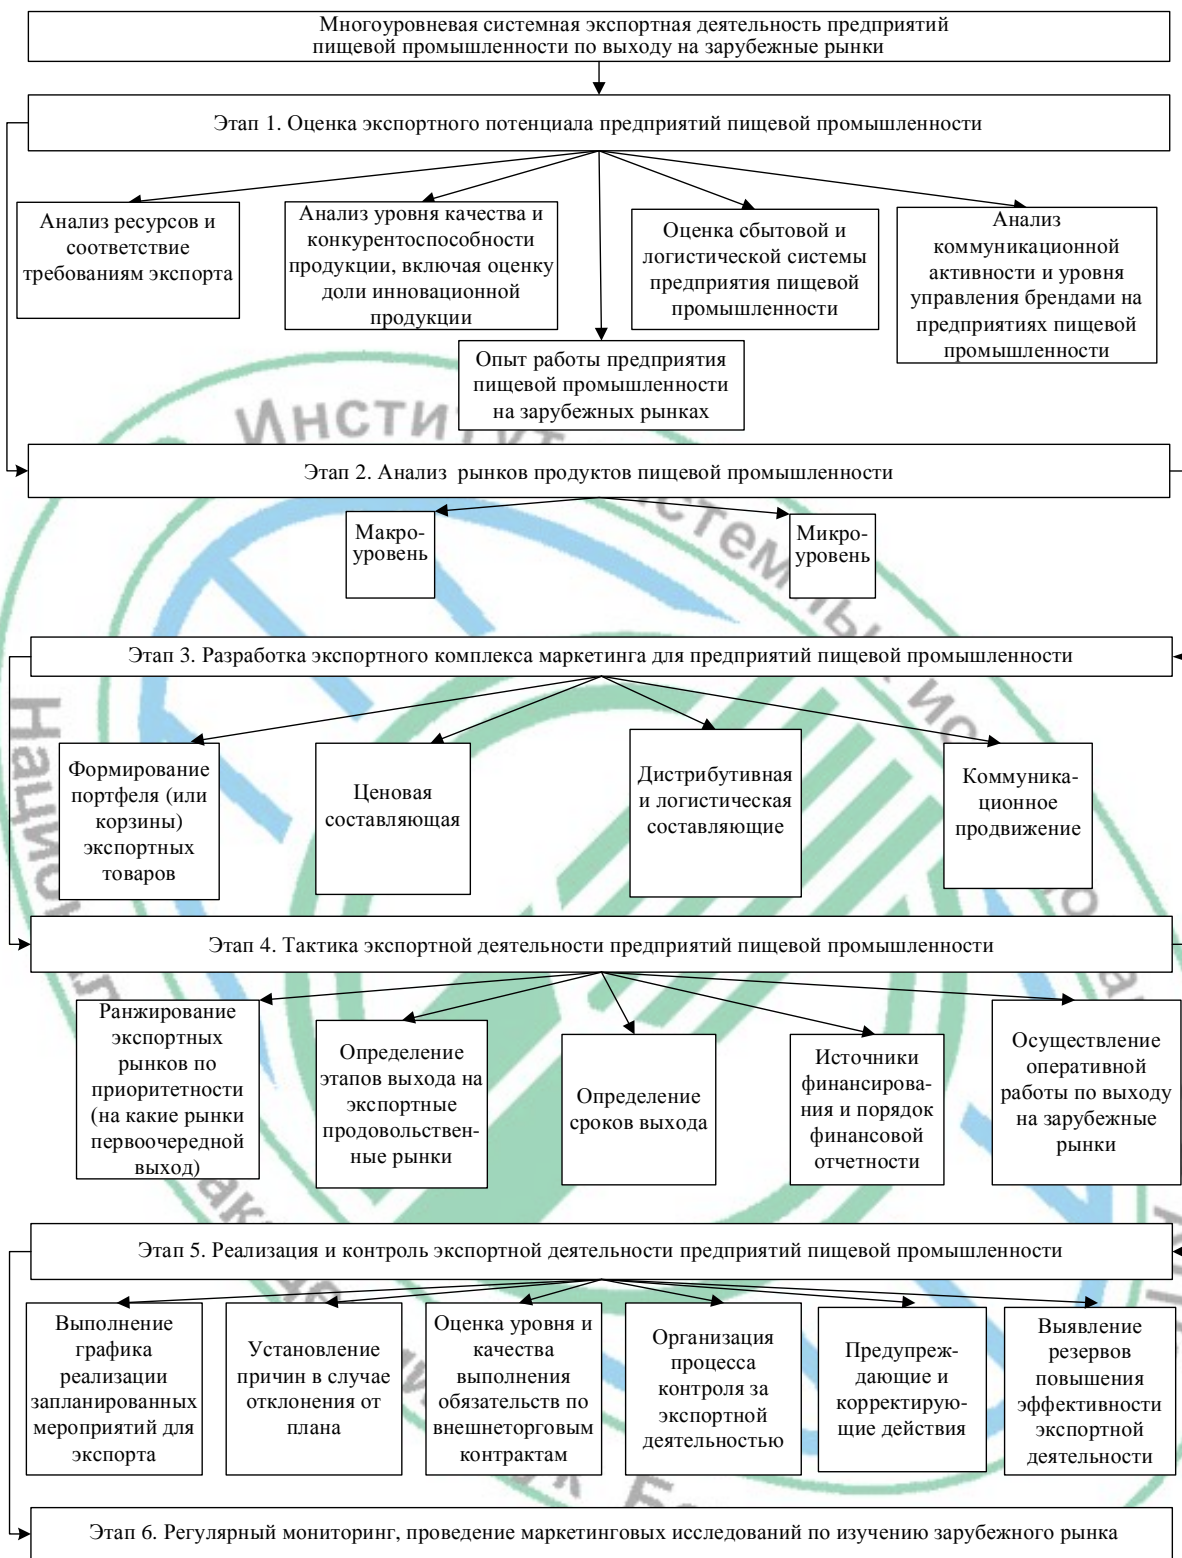 Многоуровневая системная экспортная деятельность предприятий
пищевой промышленности по выходу на зарубежные рынки
Этап 1. Оценка экспортного потенциала предприятий пищевой промышленности
Анализ ресурсов и
соответствие
требованиям экспорта
Анализ уровня качества и
конкурентоспособности
продукции, включая оценку
доли инновационной
продукции
Оценка сбытовой и
логистической системы
предприятия пищевой
промышленности
Анализ
коммуникационной
активности и уровня
управления брендами на
предприятиях пищевой
промышленности
Опыт работы предприятия
пищевой промышленности
на зарубежных рынках
Этап 2. Анализ рынков продуктов пищевой промышленности
Макро-
уровень
Микро-
уровень
Этап 3. Разработка экспортного комплекса маркетинга для предприятий пищевой промышленности
Формирование
портфеля (или
корзины)
экспортных
товаров
Ценовая
составляющая
Дистрибутивная
и логистическая
составляющие
Коммуника-
ционное
продвижение
Этап 4. Тактика экспортной деятельности предприятий пищевой промышленности
Ранжирование
экспортных
рынков по
приоритетности
(на какие рынки
первоочередной
выход)
Определение
этапов выхода на
экспортные
продовольствен-
ные рынки
Определение
сроков выхода
Источники
финансирова-
ния и порядок
финансовой
отчетности
Осуществление
оперативной
работы по выходу
на зарубежные
рынки
Этап 5. Реализация и контроль экспортной деятельности предприятий пищевой промышленности
Выполнение
графика
реализации
запланированных
мероприятий для
экспорта
Установление
причин в случае
отклонения от
плана
Оценка уровня и
качества
выполнения
обязательств по
внешнеторговым
контрактам
Организация
процесса
контроля за
экспортной
деятельностью
Предупреж-
дающие и
корректирую-
щие действия
Выявление
резервов
повышения
эффективности
экспортной
деятельности
Этап 6. Регулярный мониторинг, проведение маркетинговых исследований по изучению зарубежного рынка